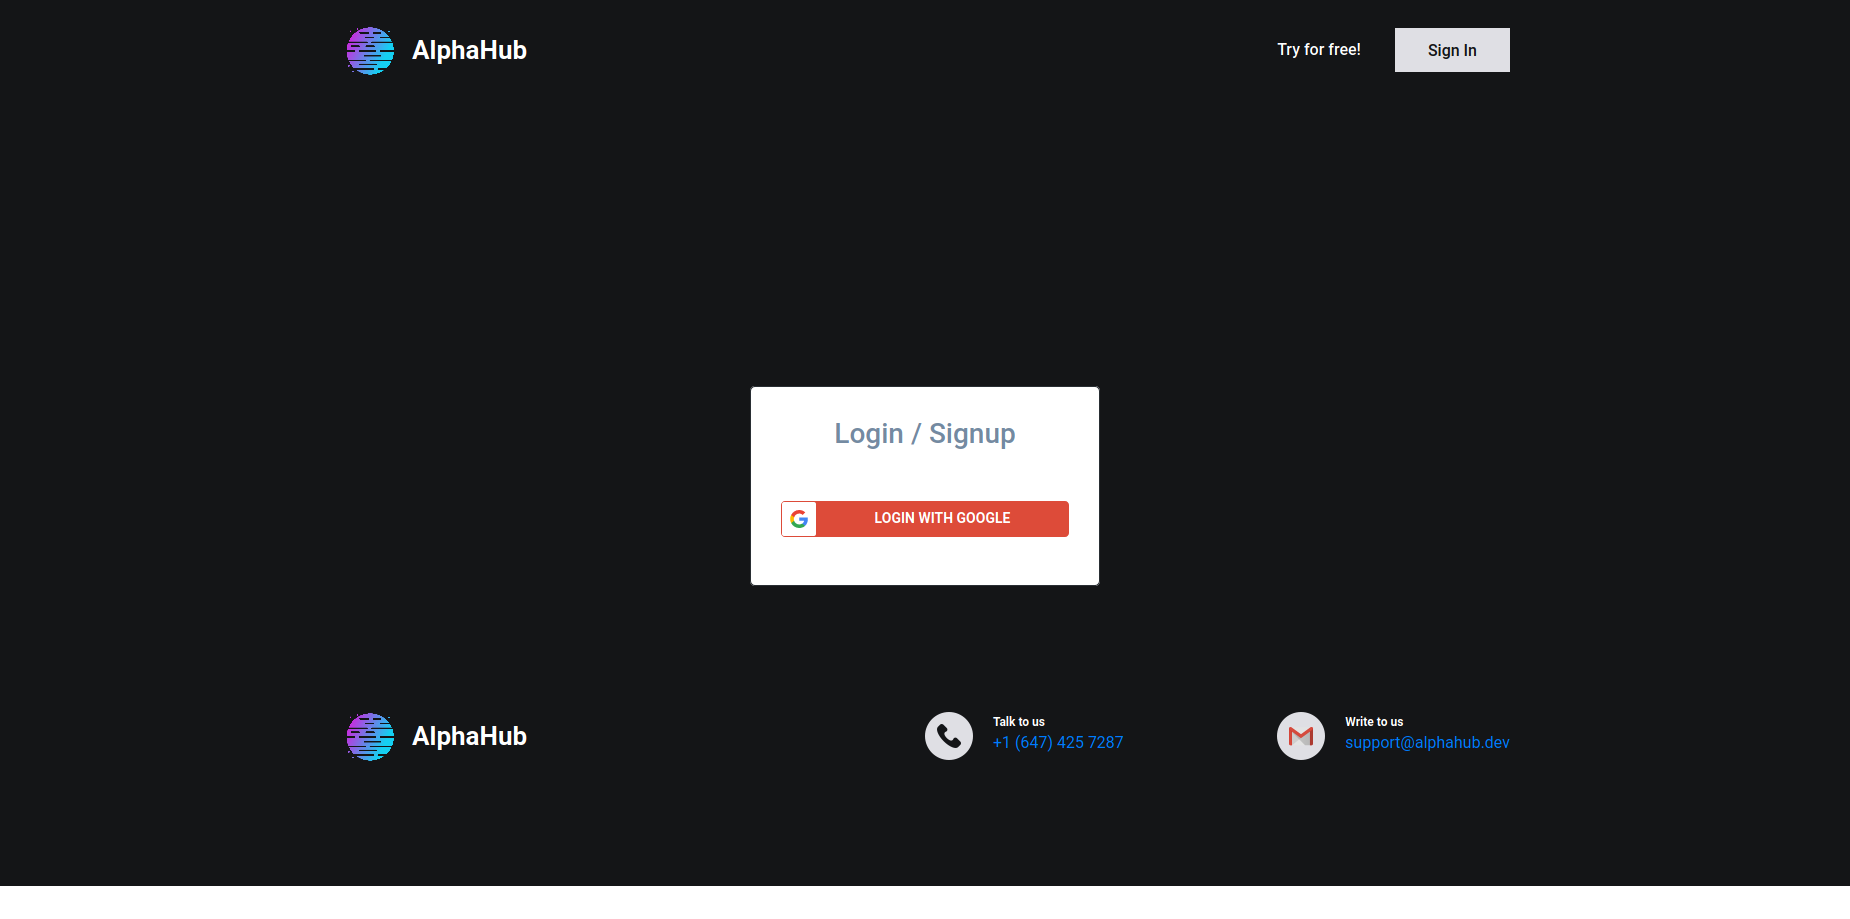 AlphaHub
Try for free!
Sign In
Login / Signup
LOGIN WITH GOOGLE
AlphaHub
Talk to us
+1 (647) 425 7287
Write to us
support@alphahub.dev